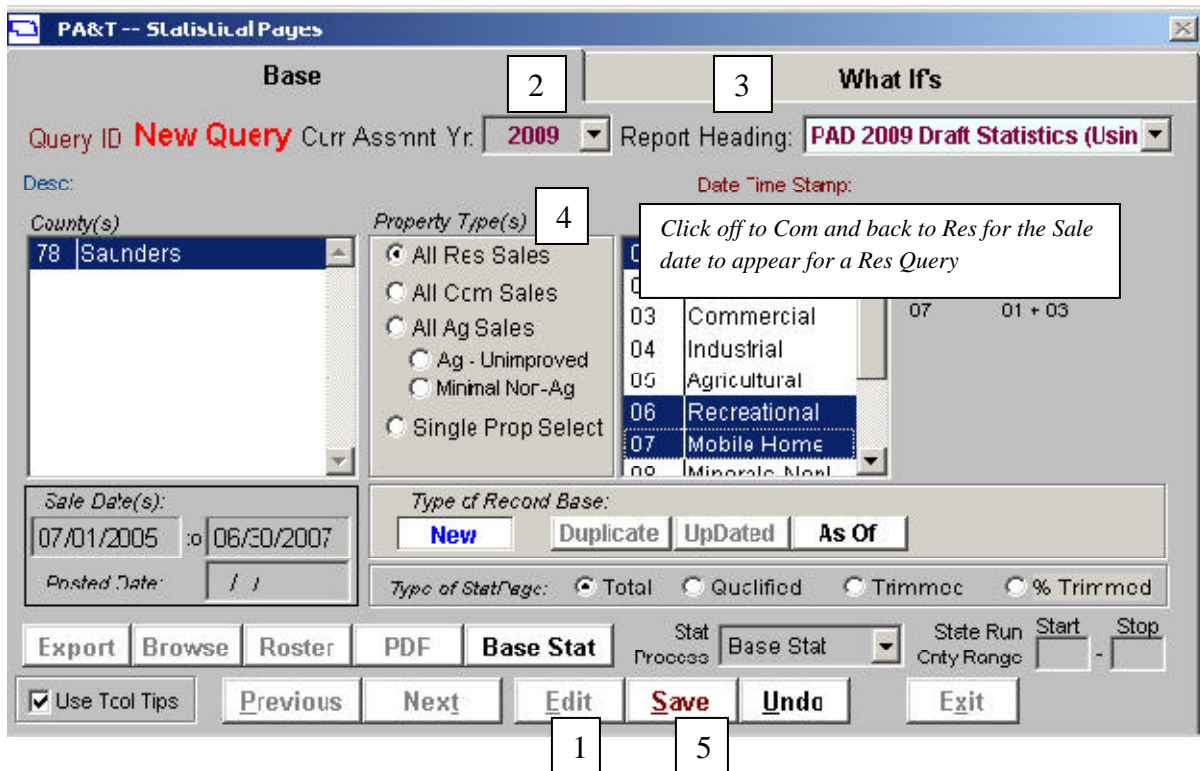 PA&T -- Statistical Pages
Base
What If's
2
3
Query ID New Query Curr Assmnt Yr. 2009 Report Heading: PAD 2009 Draft Statistics (Usin
Desc:
Date Time Stamp:
County(s)
Property Type(s)
4
Click off to Com and back to Res for the Sale
date to appear for a Res Query
78 Saunders
All Res Sales
All Com Sales
All Ag Sales
Ag - Unimproved
Minimal Non-Ag
Single Prop Select
03 Commercial
04 Industrial
05 Agricultural
06 Recreational
07 Mobile Home
07 01 + 03
Sale Date(s):
07/01/2005 to 06/30/2007
Posted Date: / /
Type of Record Base:
New Duplicate UpDated As Of
Type of StatPage: Total Qualified Trimmed % Trimmed
Export Browse Roster PDF Base Stat
Stat Process Base Stat
State Run Cnty Range Start - Stop
Use Tool Tips Previous Next Edit Save Undo Exit
1
5